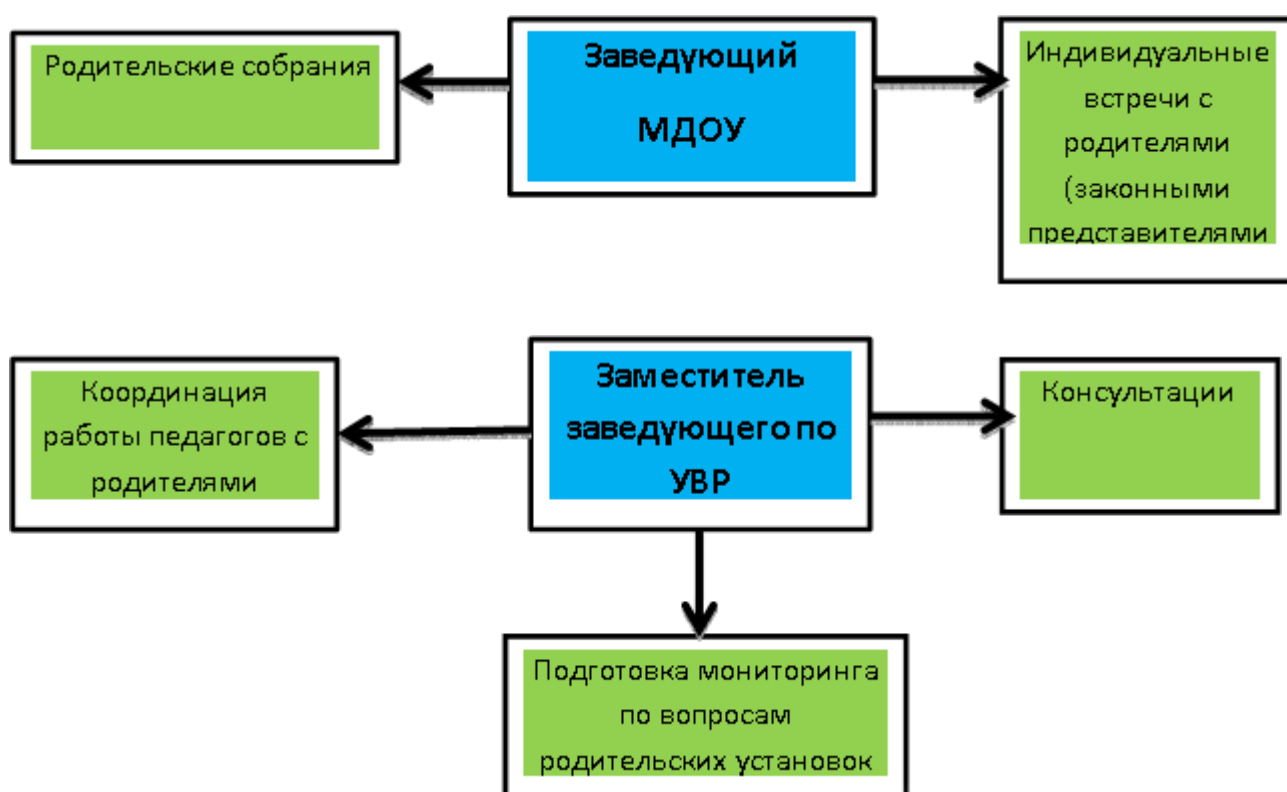 Родительские собрания
Заведующий
МДОУ
Индивидуальные
встречи с
родителями
(законными
представителями
Координация
работы педагогов с
родителями
Заместитель
заведующего по
УВР
Консультации
Подготовка мониторинга
по вопросам
родительских установок